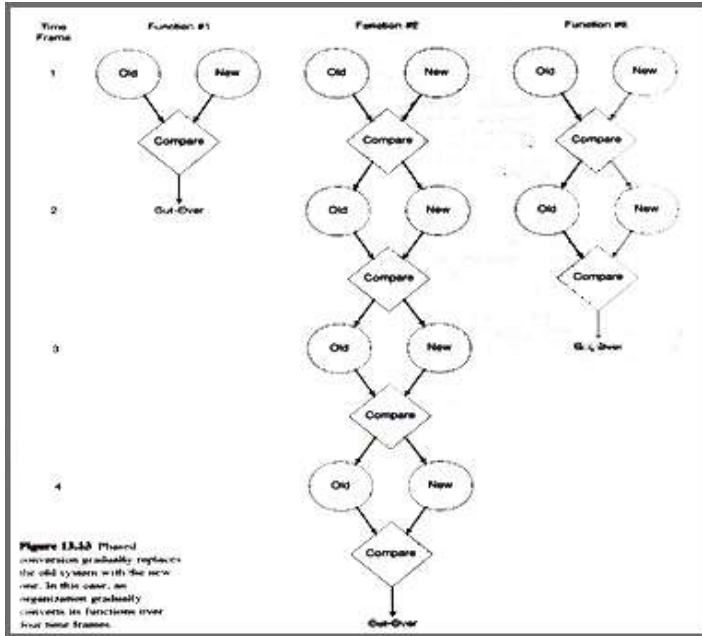 Time
Frame
Function #1
Function #2
Function #3
1
Old
New
Old
New
Old
New
Compare
Compare
Compare
2
Cut-Over
Old
New
Old
New
Compare
Compare
3
Old
New
Cut-Over
Compare
4
Old
New
Compare
Cut-Over
Figure 13.13 Phased
conversion gradually replaces
the old system with the new
one. In this case, an
organization gradually
converts its functions over
four time frames.